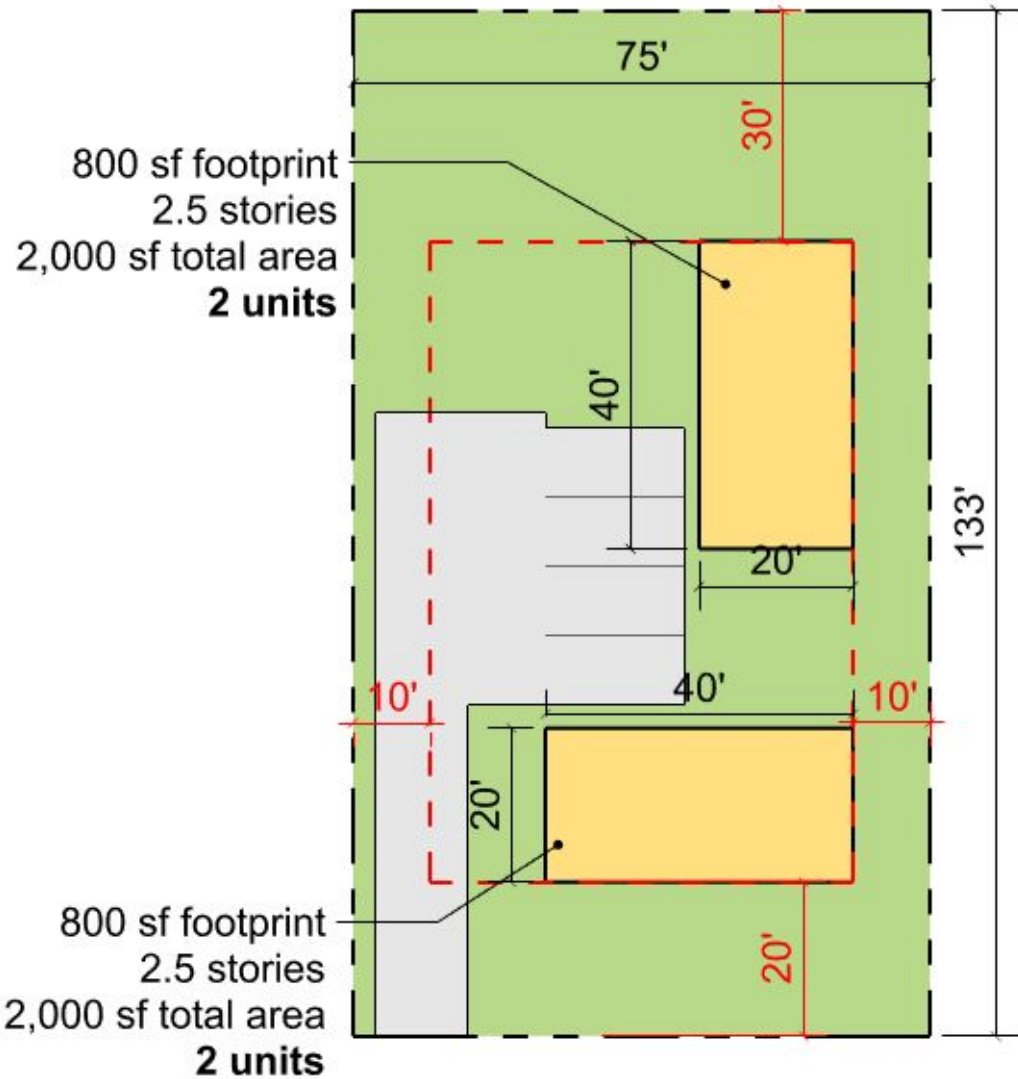 75'
30'
800 sf footprint
2.5 stories
2,000 sf total area
2 units
40'
133'
20'
10'
40'
10'
20'
800 sf footprint
2.5 stories
2,000 sf total area
2 units
20'